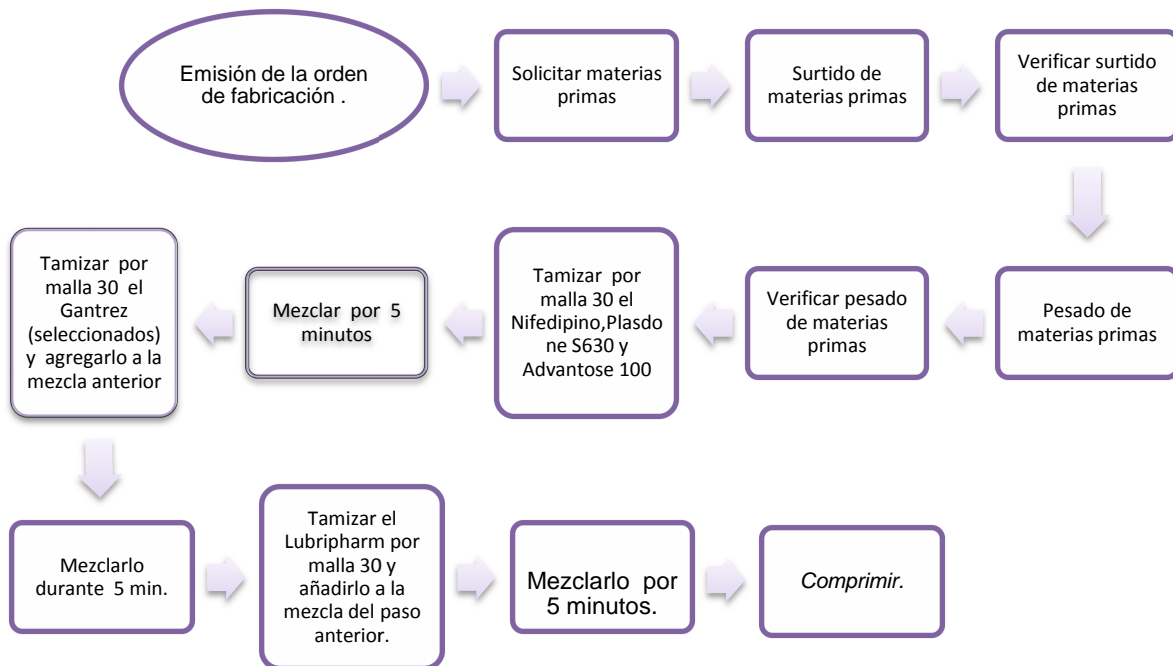 Emisión de la orden
de fabricación .
Solicitar materias
primas
Surtido de
materias primas
Verificar surtido
de materias
primas
Pesado de
materias primas
Verificar pesado
de materias
primas
Tamizar por
malla 30 el
Nifedipino,Plasdo
ne S630 y
Advantose 100
Mezclar por 5
minutos
Tamizar por
malla 30 el
Gantrez
(seleccionados)
y agregarlo a la
mezcla anterior
Mezclarlo
durante 5 min.
Tamizar el
Lubripharm por
malla 30 y
añadirlo a la
mezcla del paso
anterior.
Mezclarlo por
5 minutos.
Comprimir.